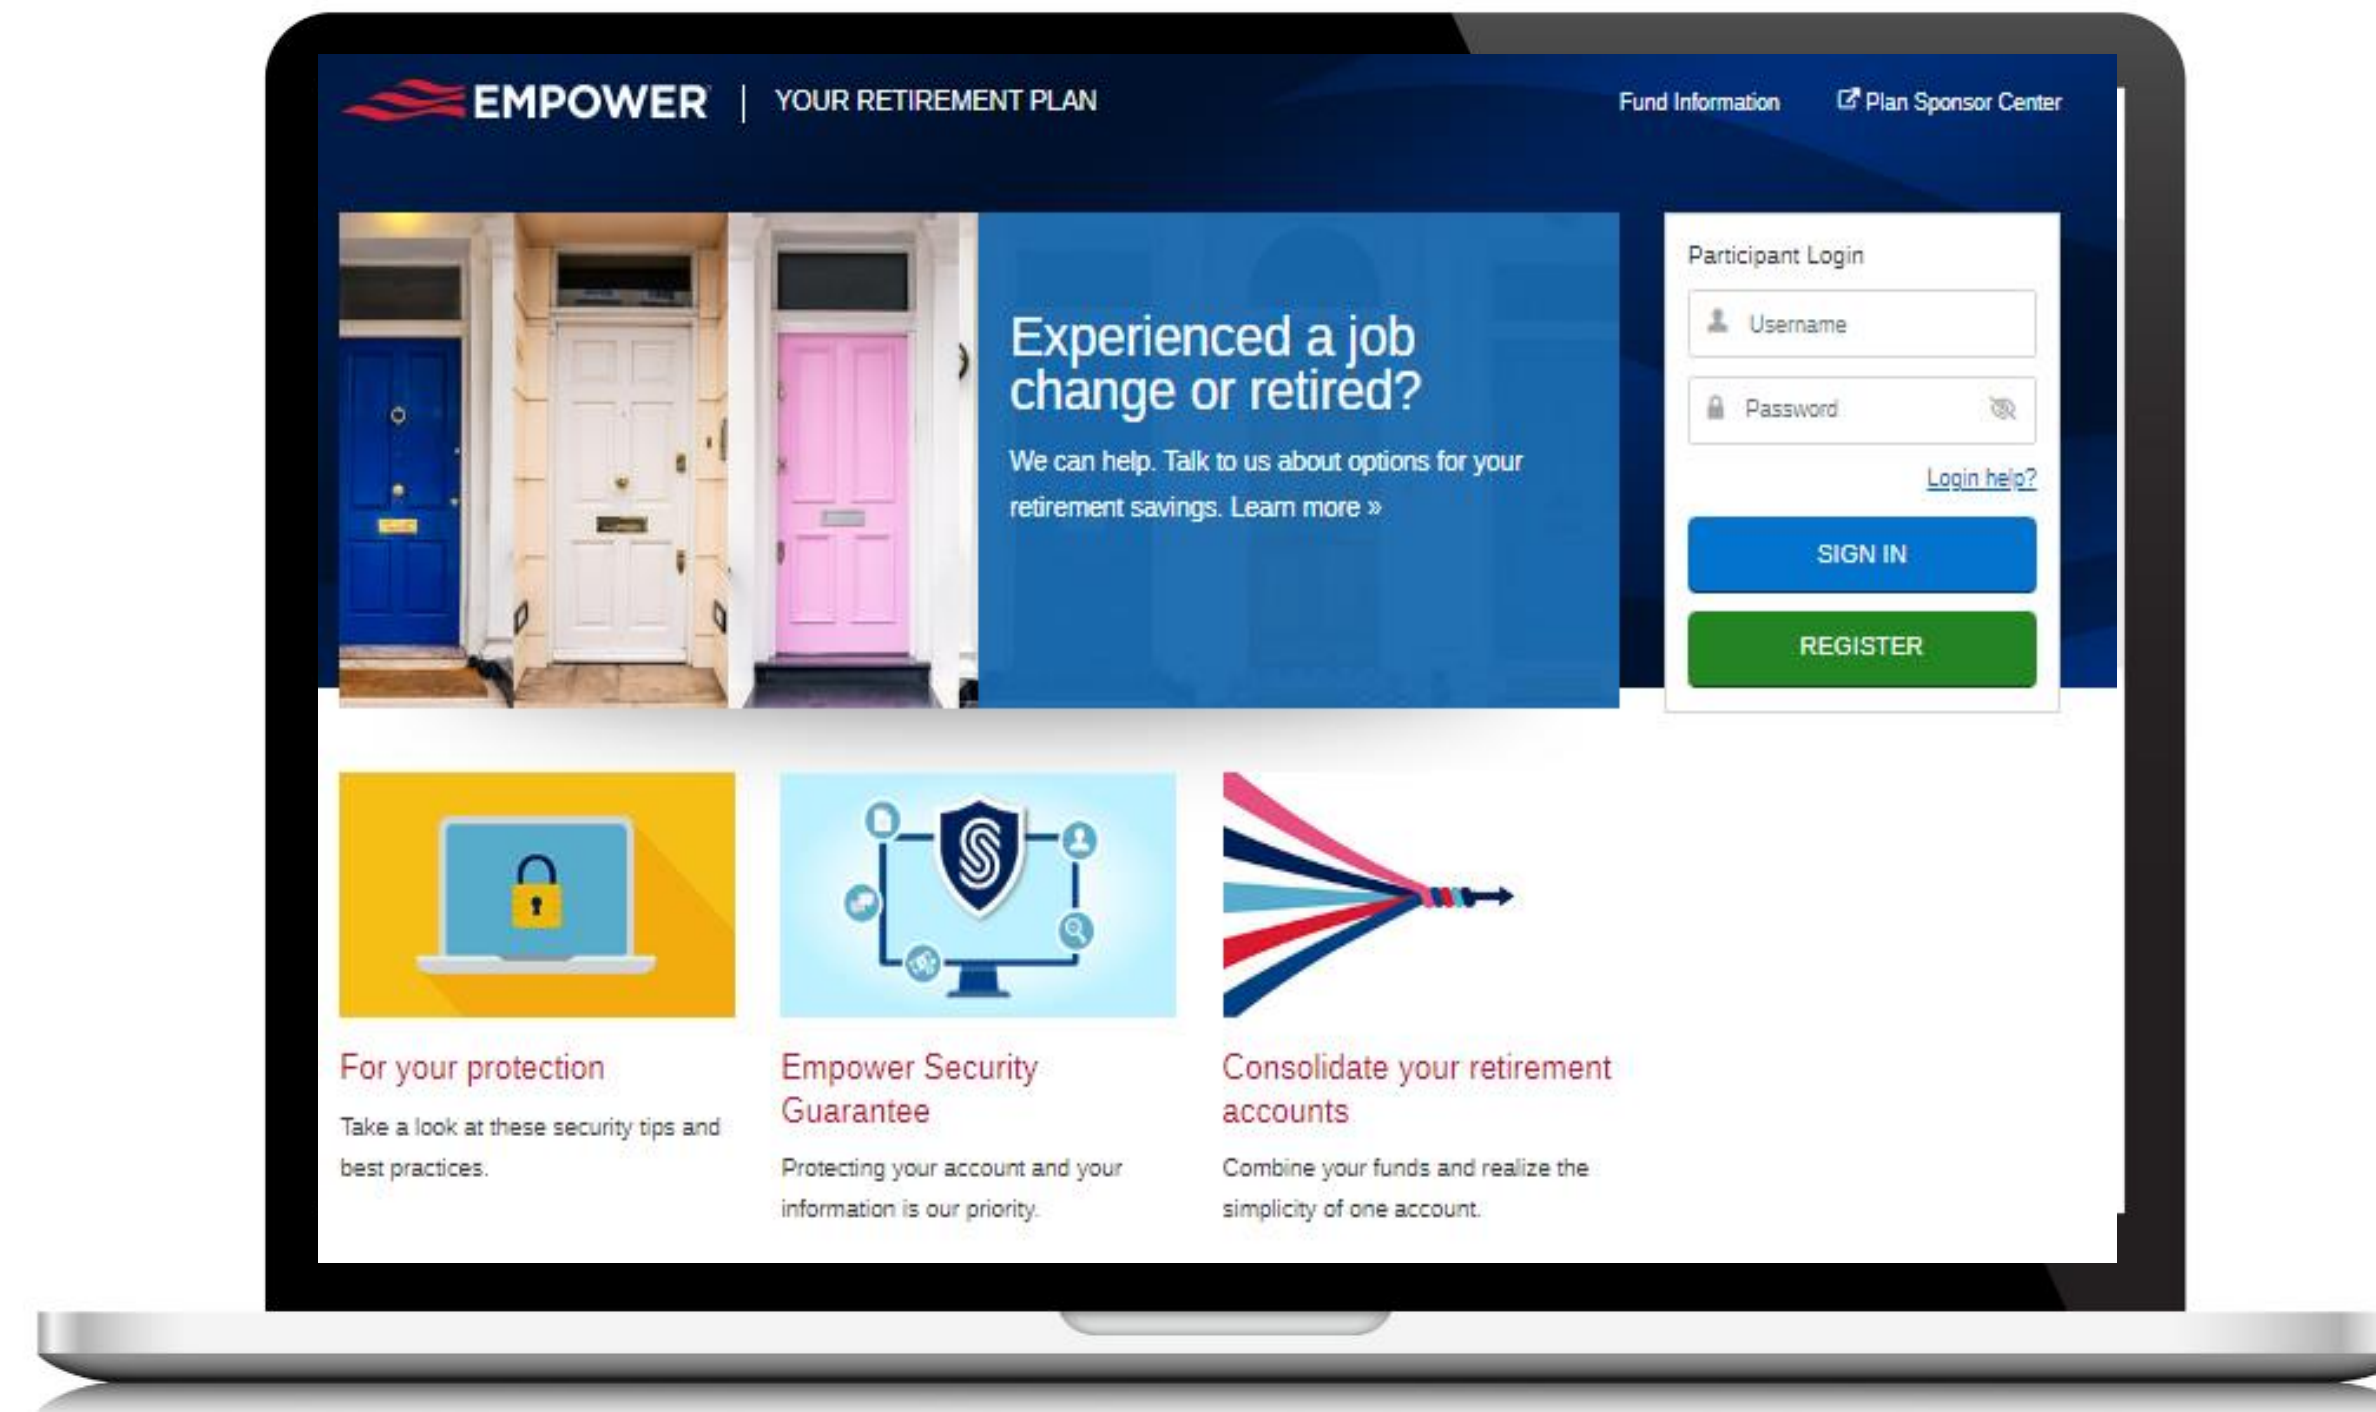 EMPOWER | YOUR RETIREMENT PLAN
Fund Information
Plan Sponsor Center
Experienced a job
change or retired?
We can help. Talk to us about options for your
retirement savings. Learn more »
Participant Login
Username
Password
Login help?
SIGN IN
REGISTER
For your protection
Take a look at these security tips and
best practices.
Empower Security
Guarantee
Protecting your account and your
information is our priority.
Consolidate your retirement
accounts
Combine your funds and realize the
simplicity of one account.